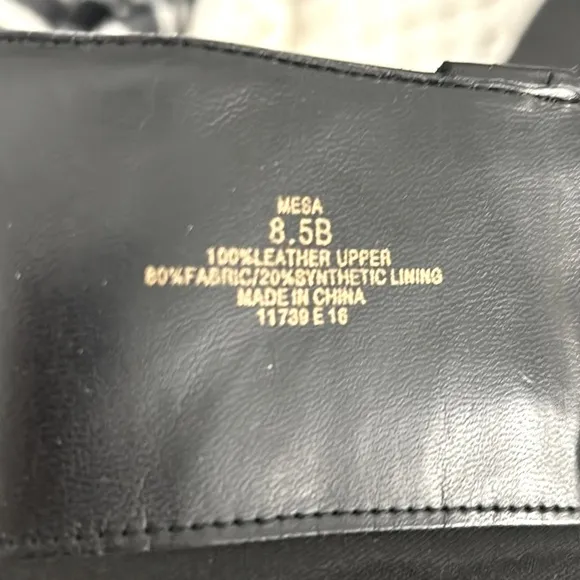 MESA
8.5B
100%LEATHER UPPER
80%FABRIC/20%SYNTHETIC LINING
MADE IN CHINA
11739 E 16